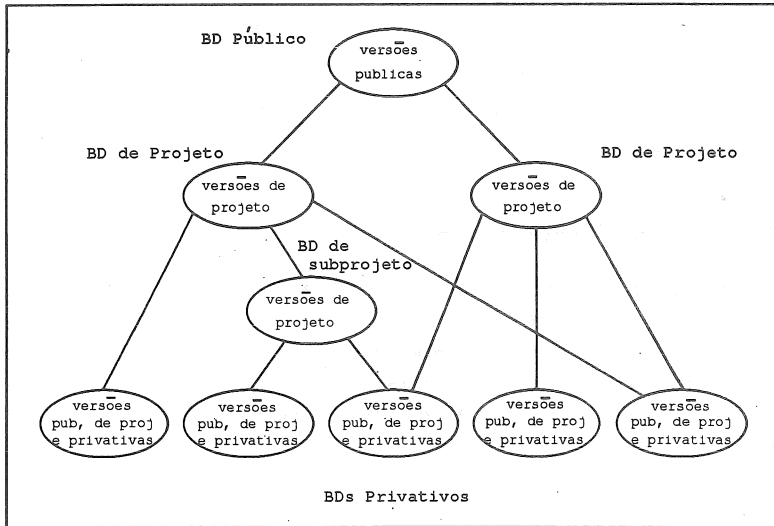 BD Público
versões
publicas
BD de Projeto
BD de Projeto
versões de
projeto
versões de
projeto
BD de
subprojeto
versões de
projeto
versões
pub, de proj
e privativas
versões
pub, de proj
e privativas
versões
pub, de proj
e privativas
versões
pub, de proj
e privativas
versões
pub, de proj
e privativas
BDs Privativos